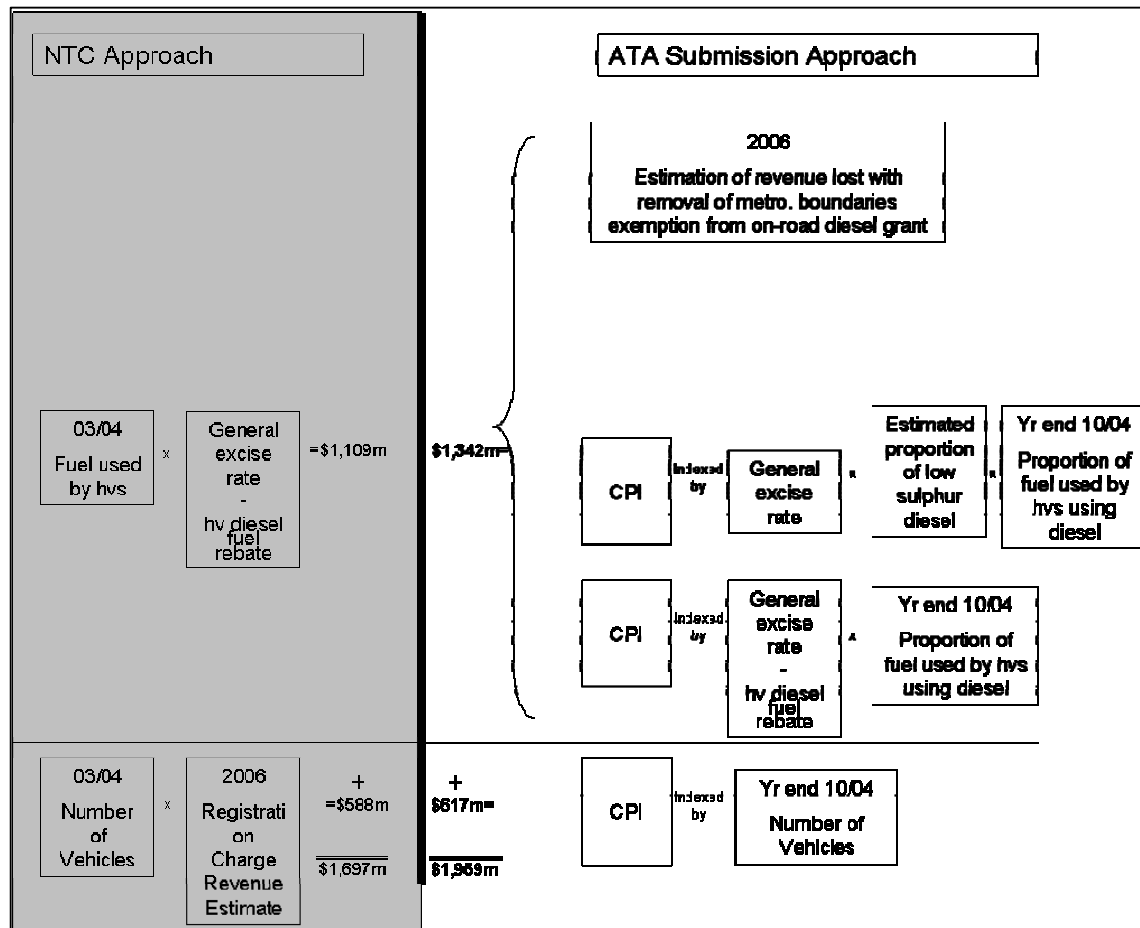 NTC Approach
ATA Submission Approach
2006
Estimation of revenue lost with
removal of metro. boundaries
exemption from on-road diesel grant
03/04
Fuel used
by hvs
x
General
excise
rate
-
hv diesel
fuel
rebate
=$1,109m
$1,342m=
CPI
Indexed
by
General
excise
rate
x
Estimated
proportion
of low
sulphur
diesel
x
Yr end 10/04
Proportion of
fuel used by
hvs using
diesel
CPI
Indexed
by
General
excise
rate
-
hv diesel
fuel
rebate
x
Yr end 10/04
Proportion of
fuel used by hvs
using diesel
03/04
Number
of
Vehicles
x
2006
Registrati
on
Charge
Revenue
Estimate
+
=$588m
$1,697m
+
$617m=
$1,959m
CPI
Indexed
by
Yr end 10/04
Number of
Vehicles